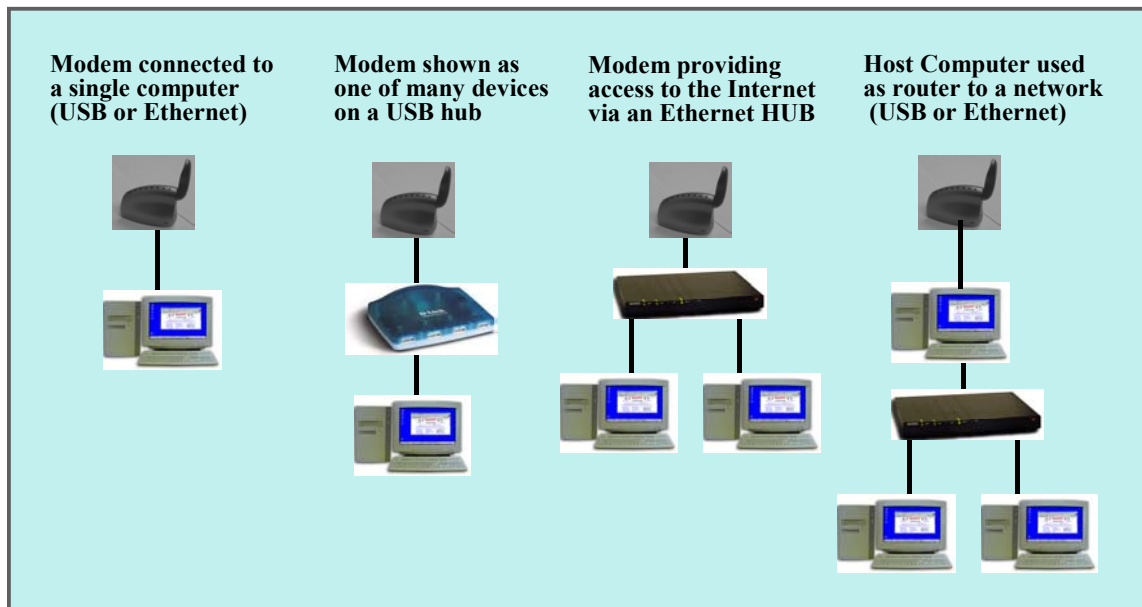 Modem connected to
a single computer
(USB or Ethernet)
Modem shown as
one of many devices
on a USB hub
Modem providing
access to the Internet
via an Ethernet HUB
Host Computer used
as router to a network
(USB or Ethernet)
D-Link